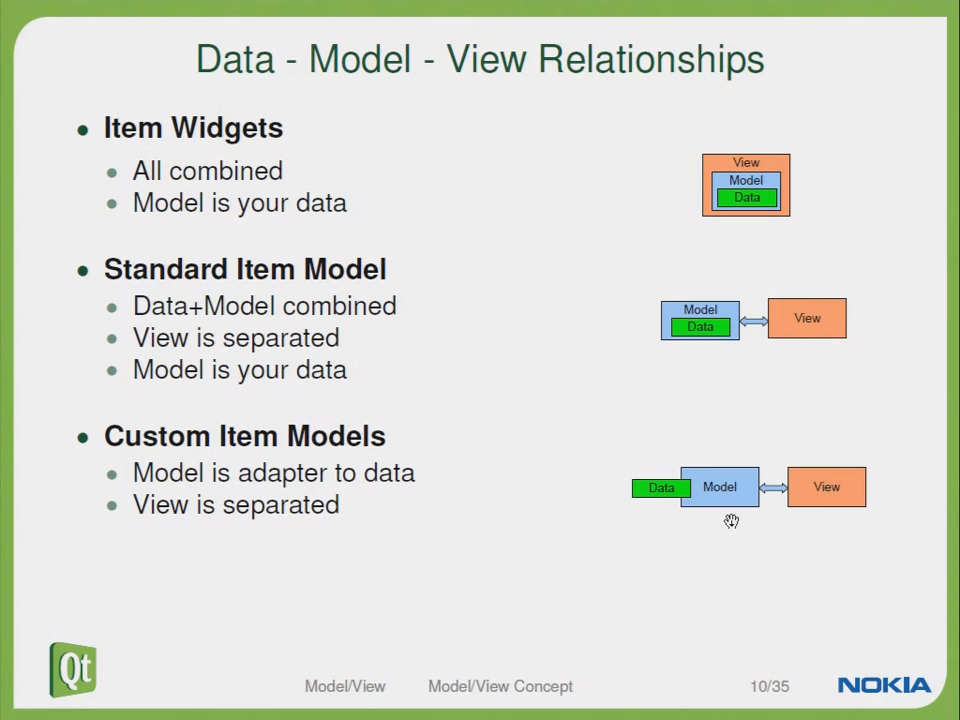 Data - Model - View Relationships
Item Widgets
All combined
Model is your data
View
Model
Data
Standard Item Model
Data+Model combined
View is separated
Model is your data
Model
Data
View
Custom Item Models
Model is adapter to data
View is separated
Data
Model
View
Qt
Model/View
Model/View Concept
10/35
NOKIA